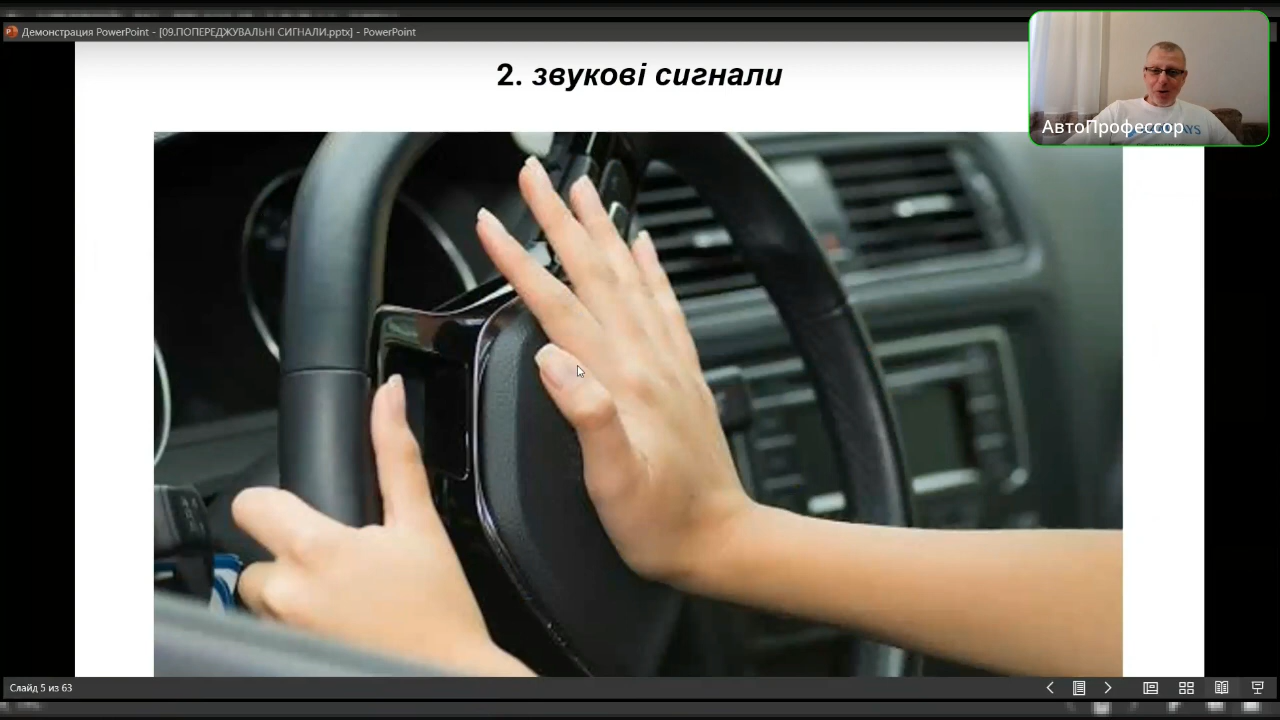 Демонстрация PowerPoint - [09.ПОПЕРЕДЖУВАЛЬНІ СИГНАЛИ.pptx] - PowerPoint
2. звукові сигнали
АвтоПрофессор
Слайд 5 из 63